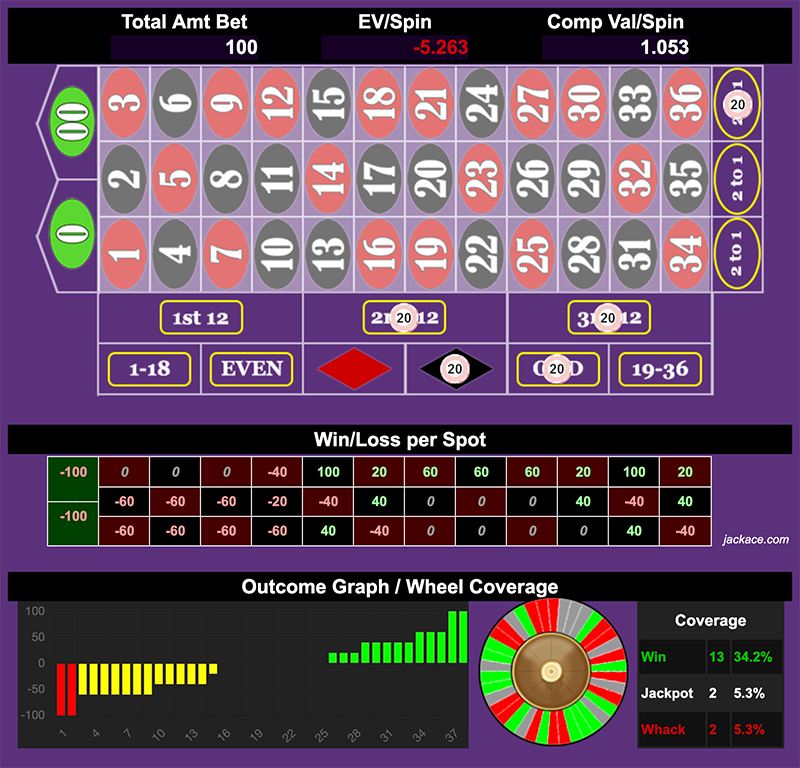 Total Amt Bet EV/Spin Comp Val/Spin
100 -5.263 1.053
00 3 6 9 12 15 18 21 24 27 30 33 36 20
2 5 8 11 14 17 20 23 26 29 32 35 2 to 1
0 1 4 7 10 13 16 19 22 25 28 31 34 2 to 1
1st 12 20 12 20 12
1-18 EVEN 20 20 19-36
Win/Loss per Spot
-100 0 0 0 -40 100 20 60 60 60 20 100 20
-60 -60 -60 -20 -40 40 0 0 0 40 -40 40
-100 -60 -60 -60 -60 40 -40 0 0 0 0 40 -40
jackace.com
Outcome Graph / Wheel Coverage
100
50
0
-50
-100
1 4 7 10 13 16 19 22 25 28 31 34 37
Coverage
Win 13 34.2%
Jackpot 2 5.3%
Whack 2 5.3%